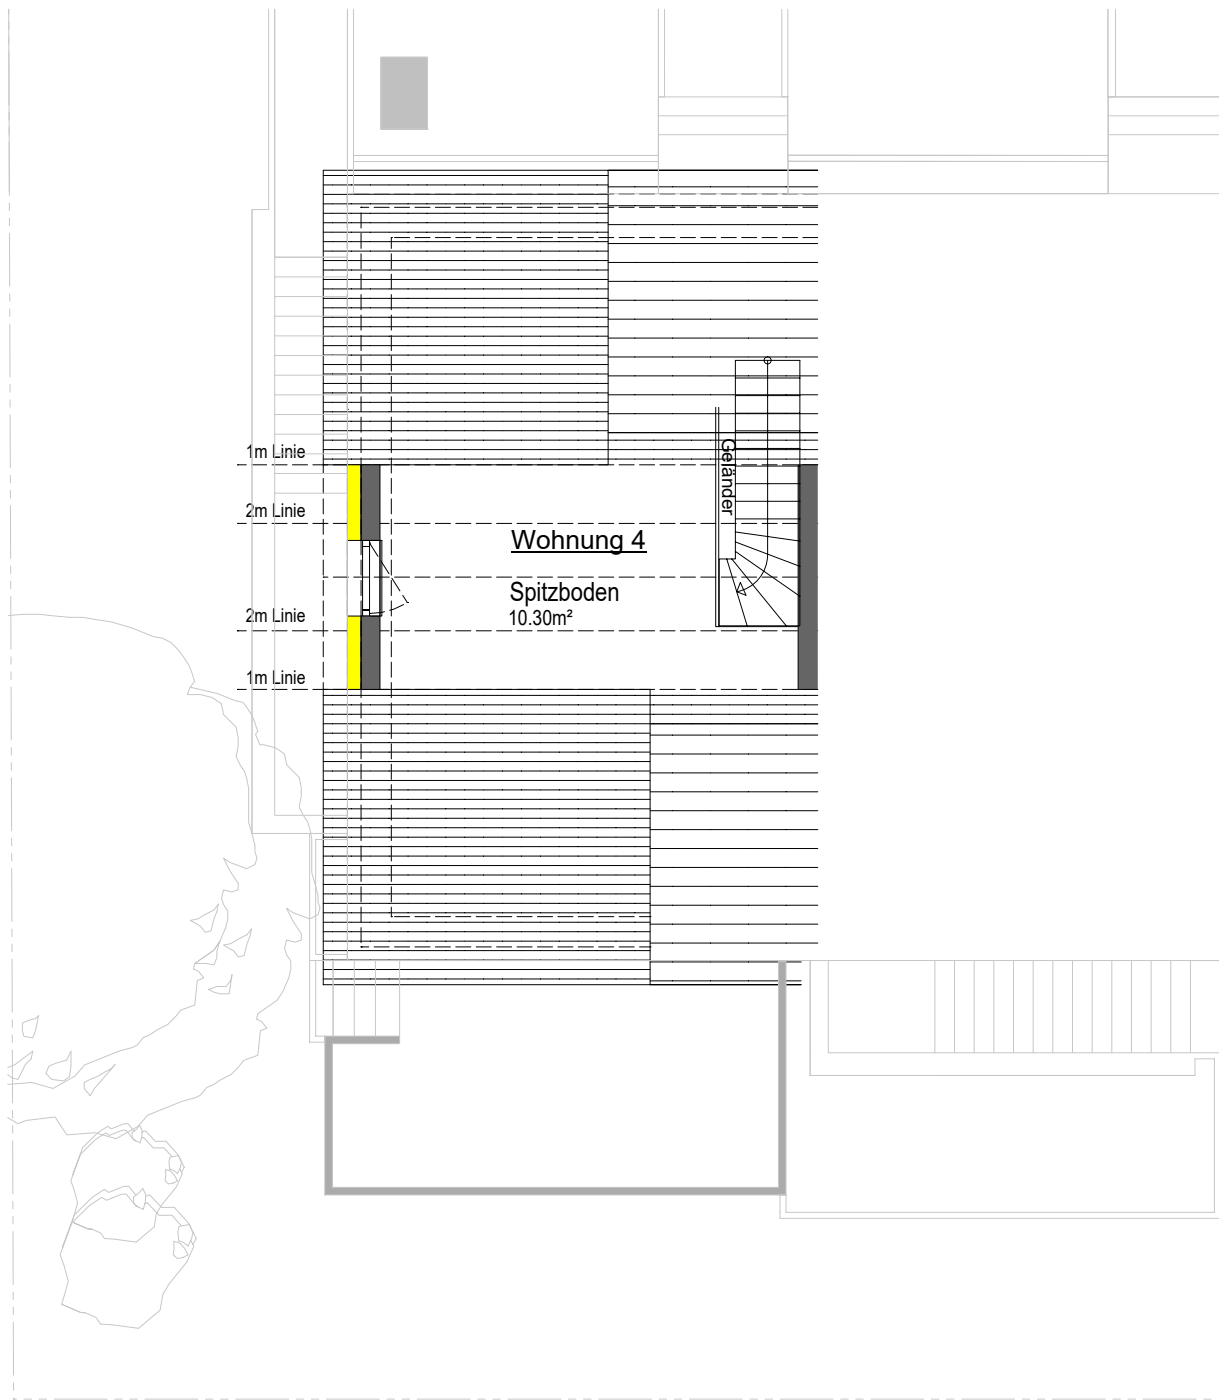 1m Linie
Geländer
2m Linie
Wohnung 4
Spitzboden
10.30m²
2m Linie
1m Linie